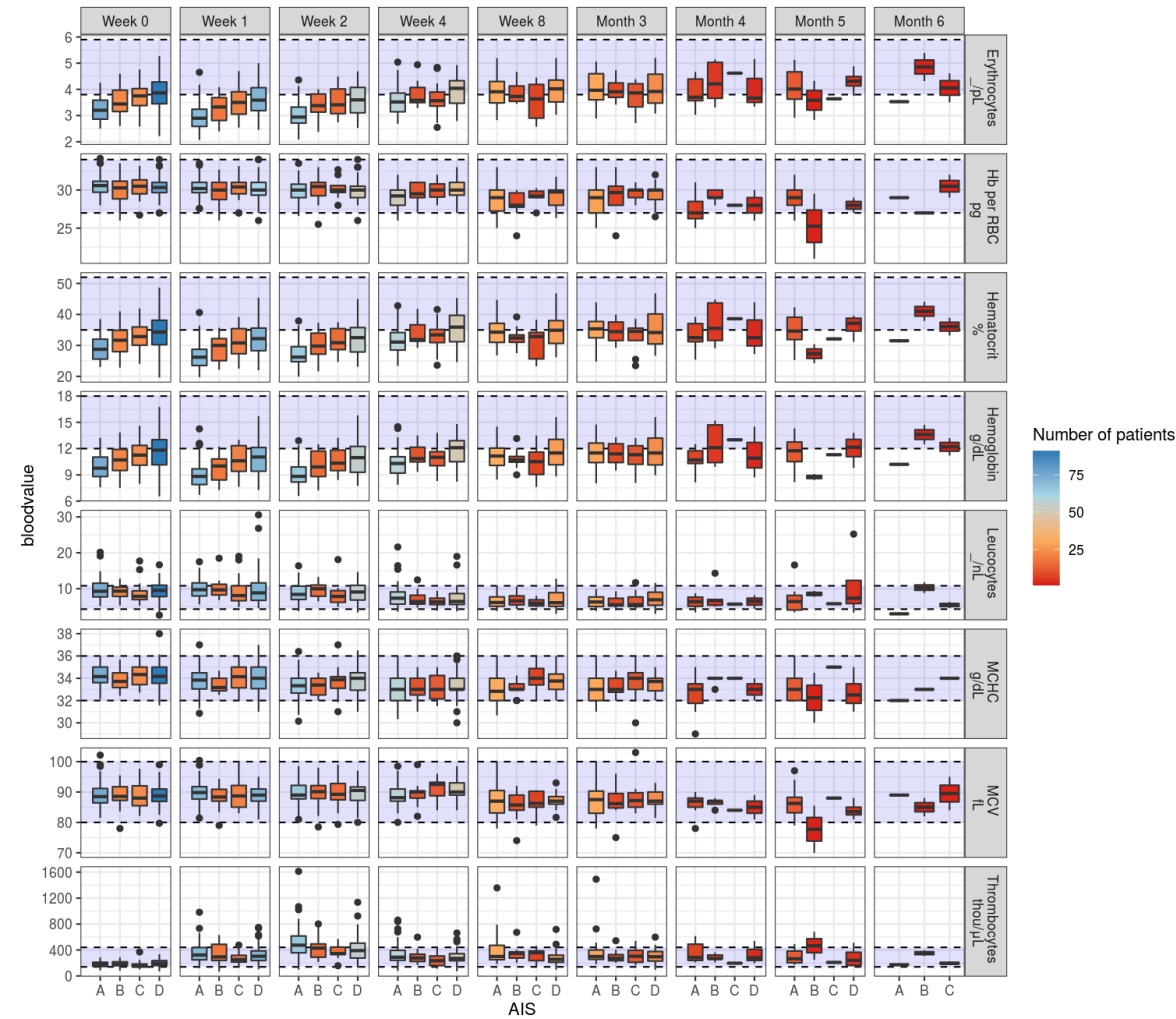 Week 0 Week 1 Week 2 Week 4 Week 8 Month 3 Month 4 Month 5 Month 6
6
5
4
3
2
Erythrocytes
_/pL
30
25
Hb per RBC
pg
50
40
30
20
Hematocrit
%
18
15
12
9
6
Hemoglobin
g/dL
30
20
10
Leucocytes
_/nL
38
36
34
32
30
MCHC
g/dL
100
90
80
70
MCV
fL
1600
1200
800
400
0
Thrombocytes
thou/µL
A B C D A B C D A B C D A B C D A B C D A B C D A B C D A B C D A B C
AIS
bloodvalue
Number of patients
75
50
25